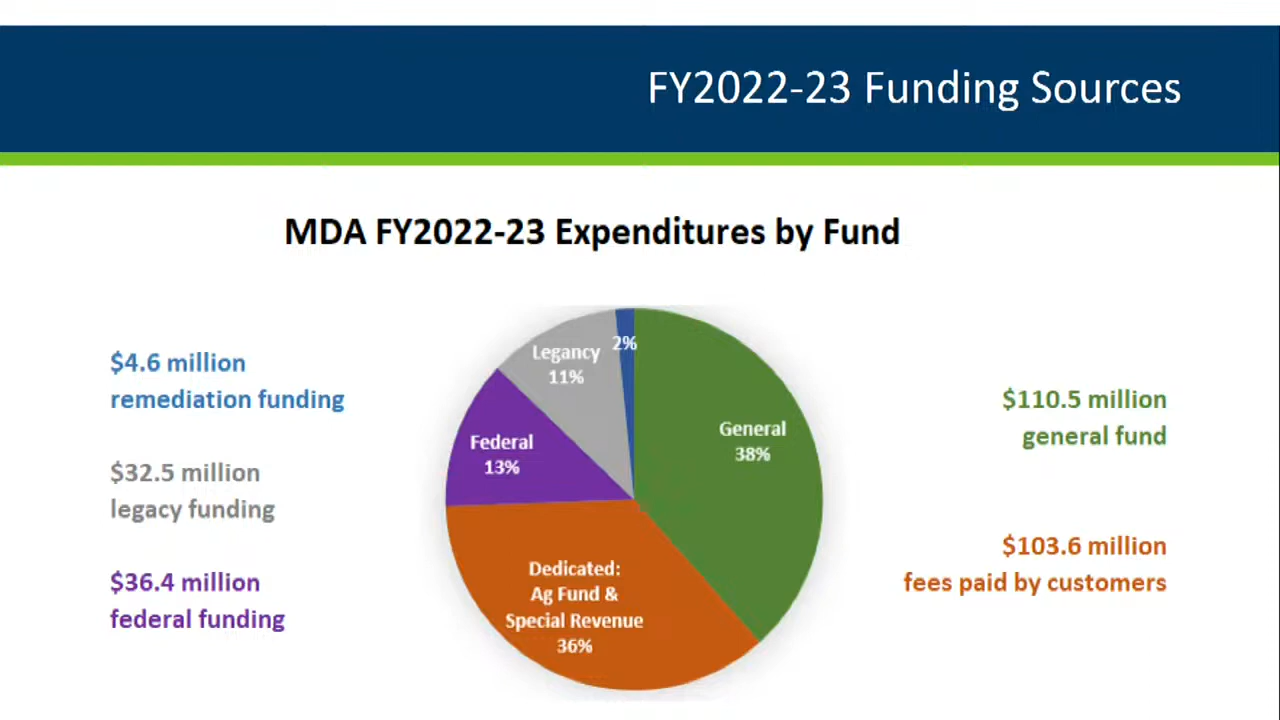 FY2022-23 Funding Sources
MDA FY2022-23 Expenditures by Fund
$4.6 million
remediation funding
$32.5 million
legacy funding
$36.4 million
federal funding
2%
Legancy
11%
Federal
13%
General
38%
Dedicated:
Ag Fund &
Special Revenue
36%
$110.5 million
general fund
$103.6 million
fees paid by customers